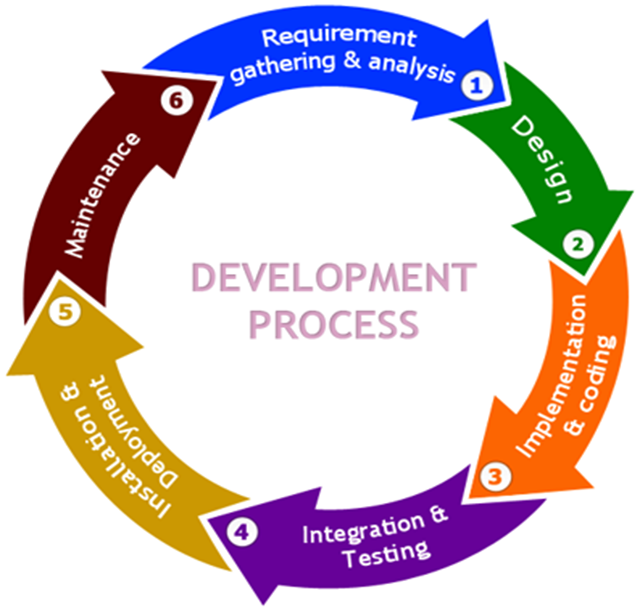 Requirement
gathering & analysis
1
Design
2
Implementation
& coding
3
Integration &
Testing
4
Installation &
Deployment
5
Maintenance
6
DEVELOPMENT
PROCESS